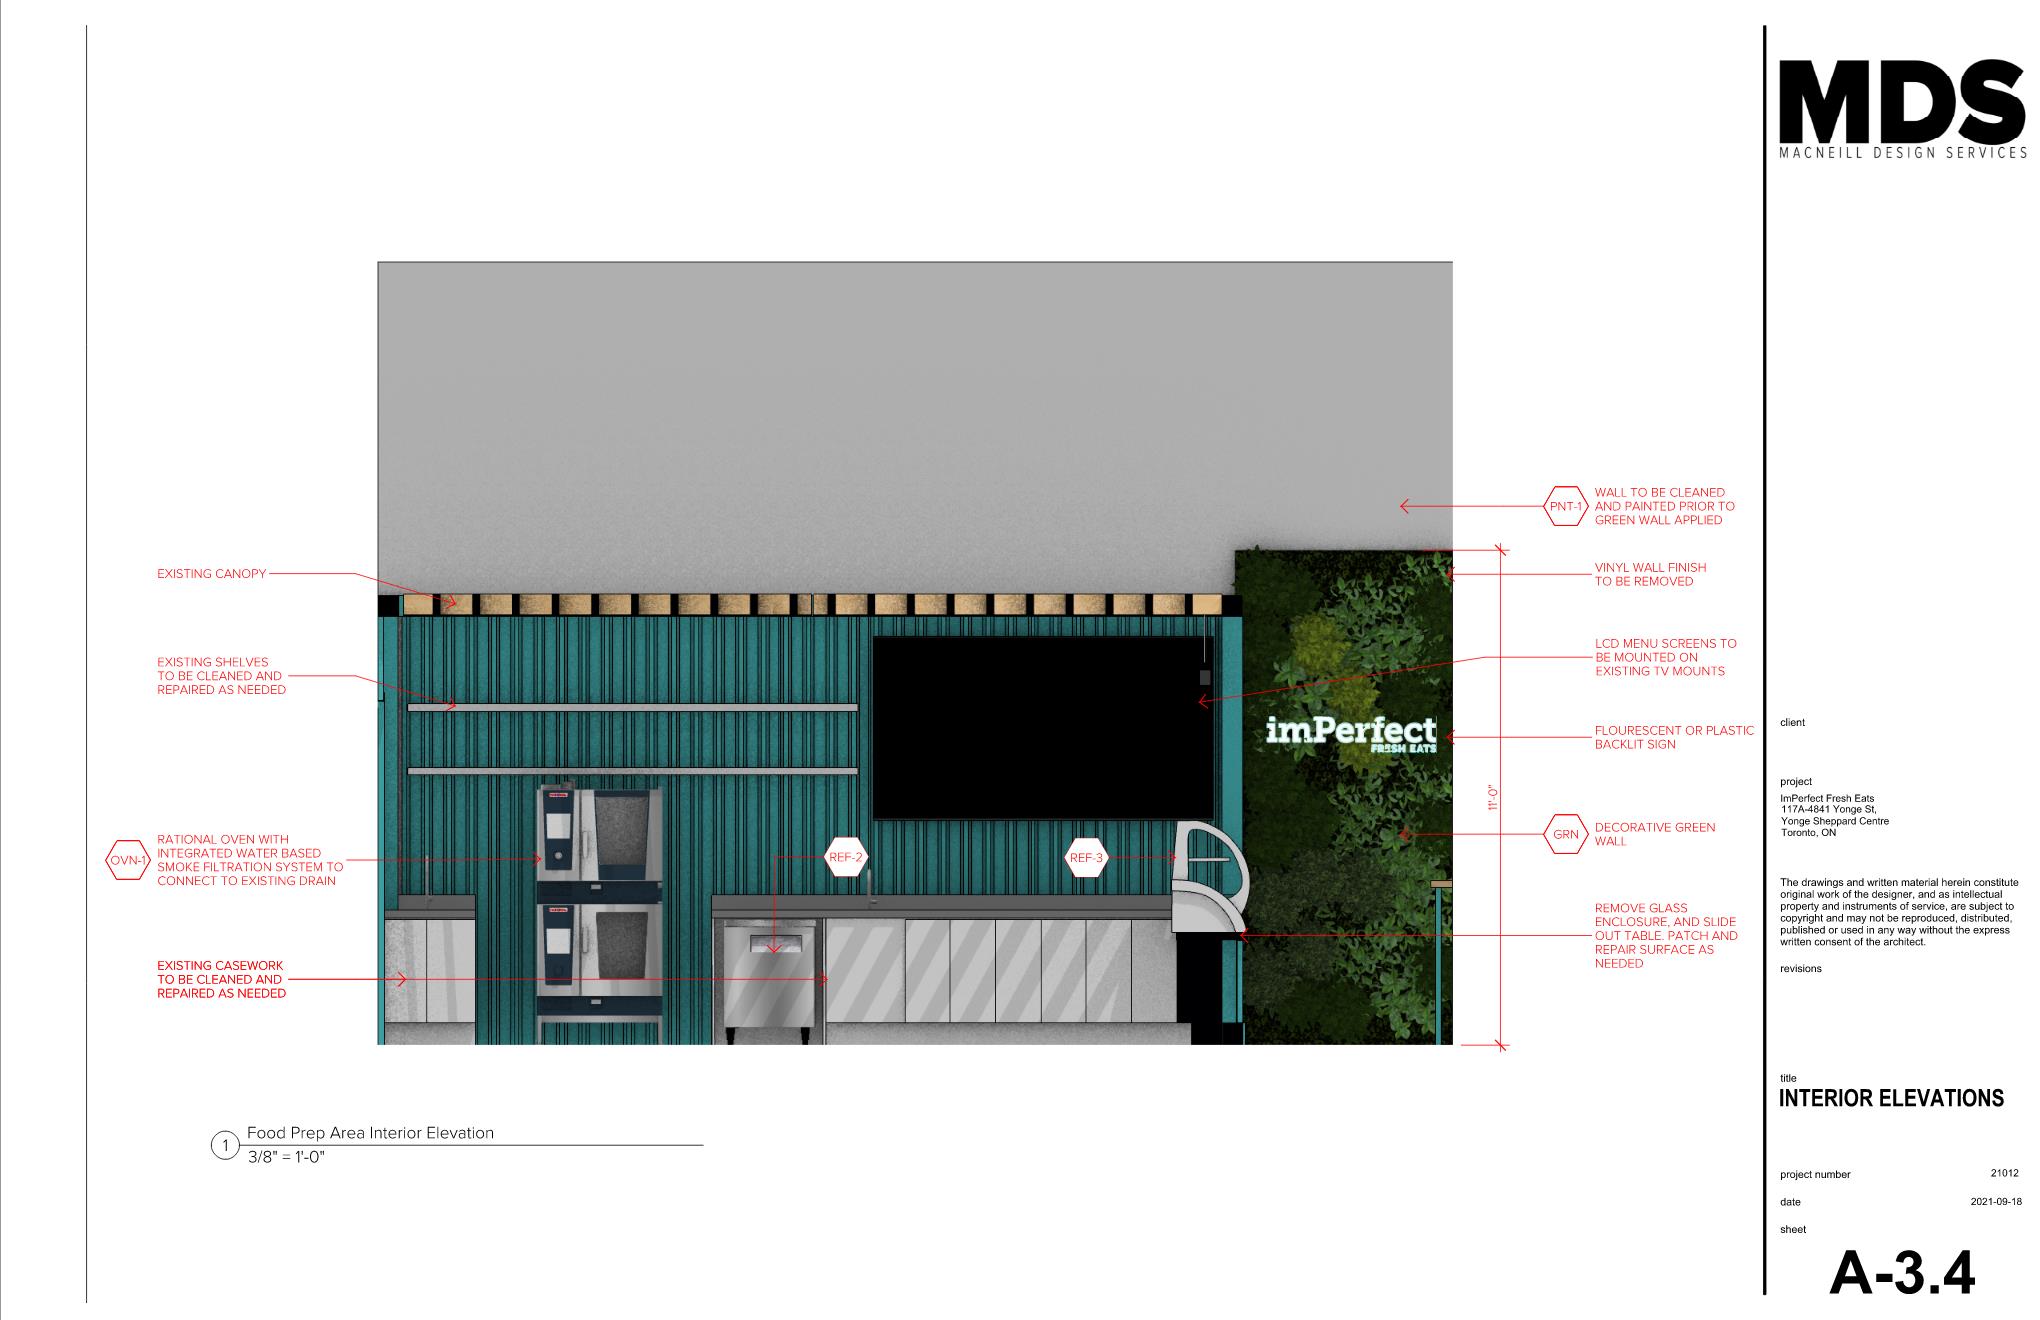 MDS
MACNEILL DESIGN SERVICES
EXISTING CANOPY
EXISTING SHELVES
TO BE CLEANED AND
REPAIRED AS NEEDED
OVN-1
RATIONAL OVEN WITH
INTEGRATED WATER BASED
SMOKE FILTRATION SYSTEM TO
CONNECT TO EXISTING DRAIN
EXISTING CASEWORK
TO BE CLEANED AND
REPAIRED AS NEEDED
REF-2
REF-3
imPerfect
FRESH EATS
11'-0"
PNT-1
WALL TO BE CLEANED
AND PAINTED PRIOR TO
GREEN WALL APPLIED
VINYL WALL FINISH
TO BE REMOVED
LCD MENU SCREENS TO
BE MOUNTED ON
EXISTING TV MOUNTS
FLOURESCENT OR PLASTIC
BACKLIT SIGN
GRN
DECORATIVE GREEN
WALL
REMOVE GLASS
ENCLOSURE, AND SLIDE
OUT TABLE. PATCH AND
REPAIR SURFACE AS
NEEDED
1
Food Prep Area Interior Elevation
3/8" = 1'-0"
client
project
ImPerfect Fresh Eats
117A-4841 Yonge St,
Yonge Sheppard Centre
Toronto, ON
The drawings and written material herein constitute
original work of the designer, and as intellectual
property and instruments of service, are subject to
copyright and may not be reproduced, distributed,
published or used in any way without the express
written consent of the architect.
revisions
title
INTERIOR ELEVATIONS
project number 21012
date 2021-09-18
sheet
A-3.4